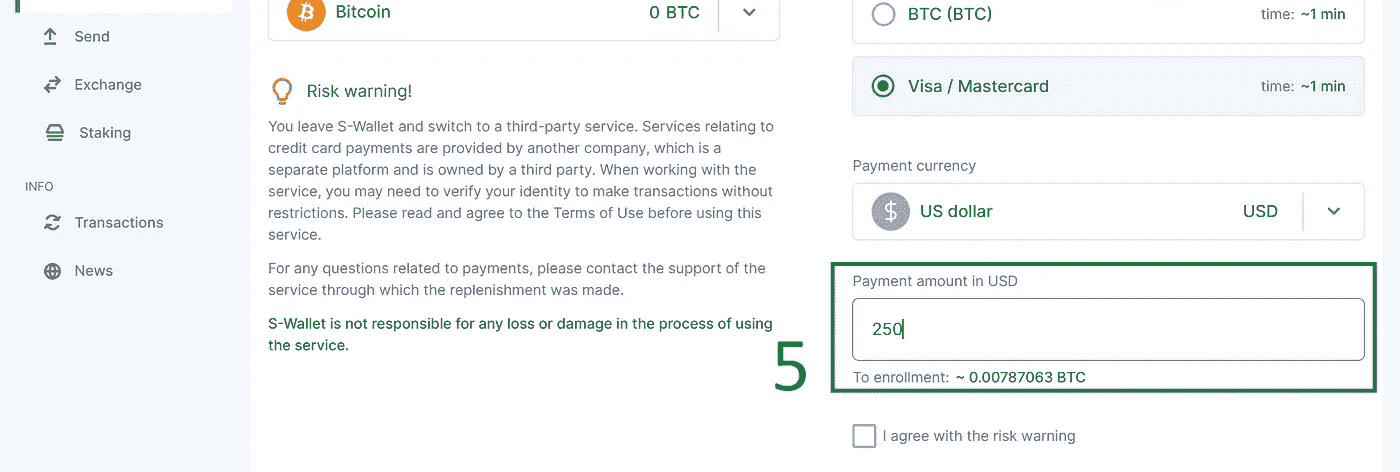 Send
Exchange
Staking
INFO
Transactions
News
Bitcoin 0 BTC
Risk warning!
You leave S-Wallet and switch to a third-party service. Services relating to
credit card payments are provided by another company, which is a
separate platform and is owned by a third party. When working with the
service, you may need to verify your identity to make transactions without
restrictions. Please read and agree to the Terms of Use before using this
service.
For any questions related to payments, please contact the support of the
service through which the replenishment was made.
S-Wallet is not responsible for any loss or damage in the process of using
the service.
BTC (BTC) time: ~1 min
Visa / Mastercard time: ~1 min
Payment currency
$ US dollar USD
5
Payment amount in USD
250
To enrollment: ~ 0.00787063 BTC
I agree with the risk warning